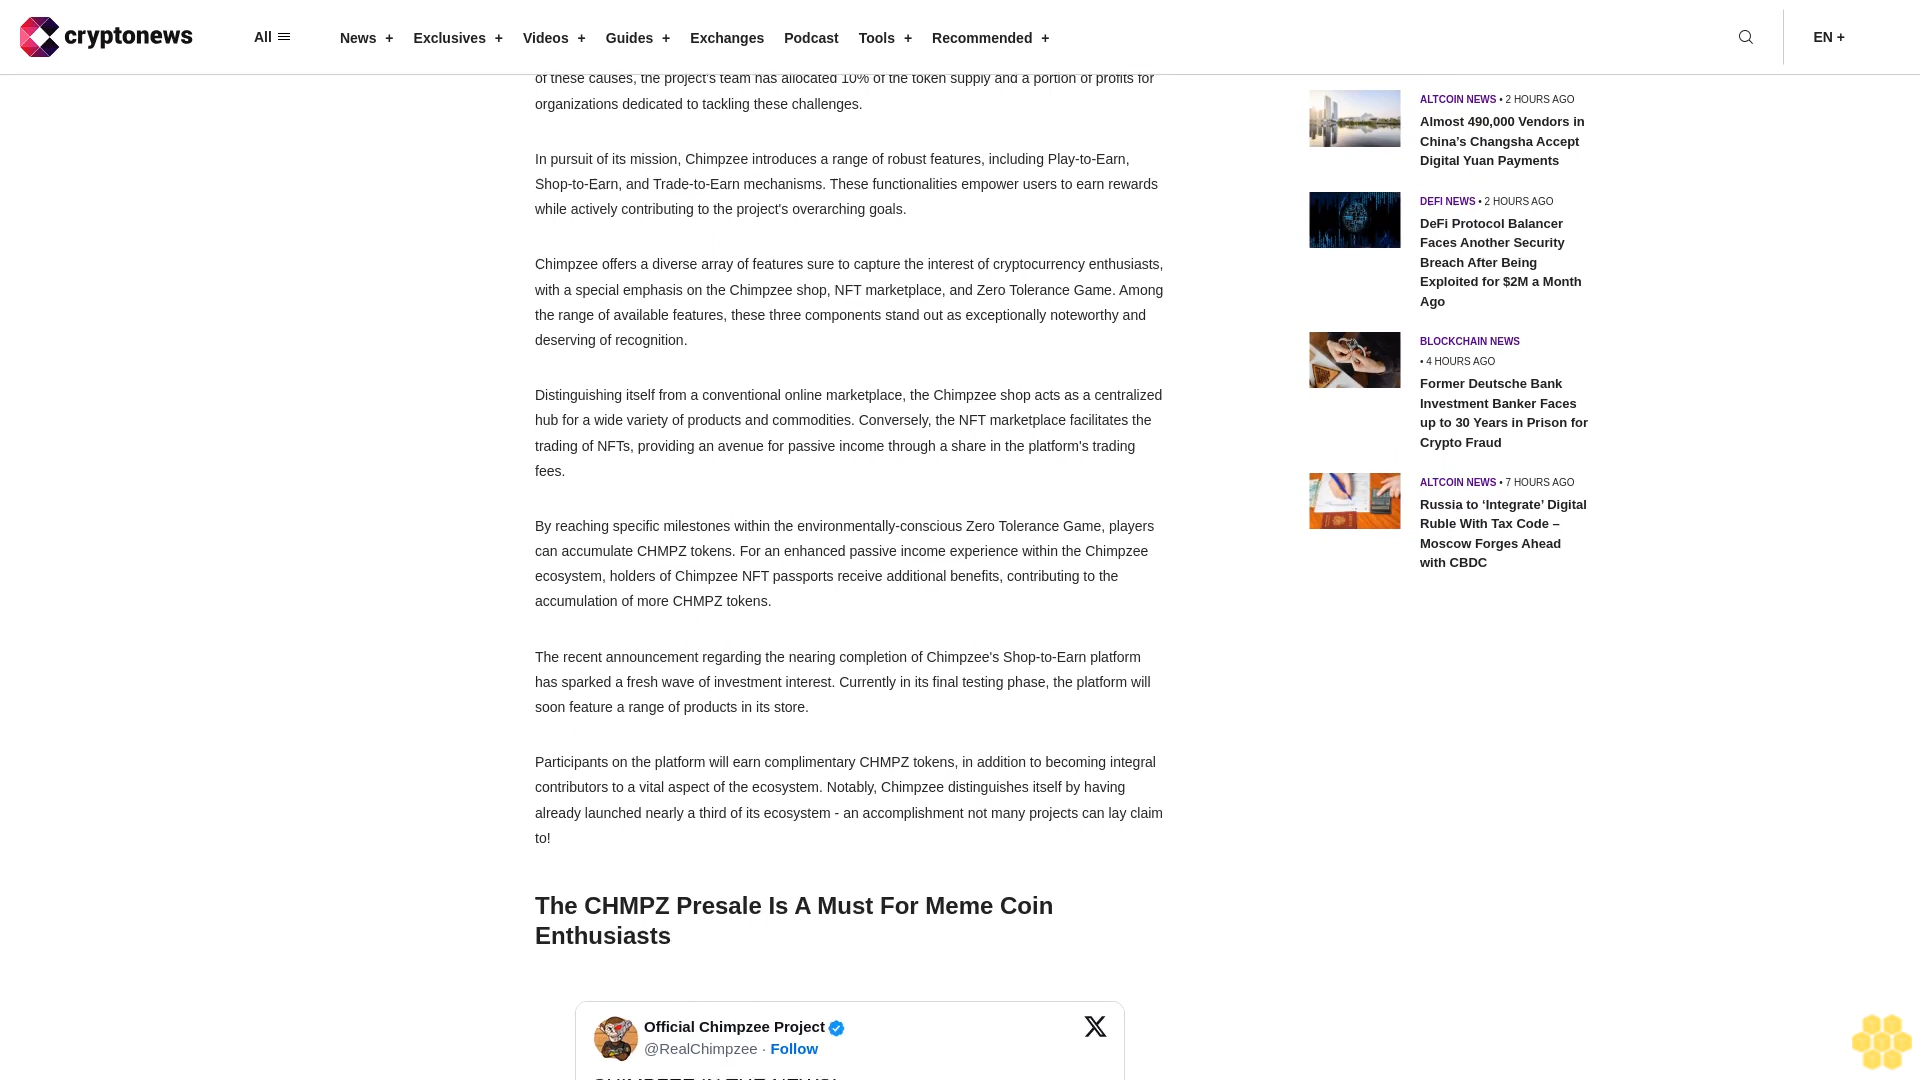 cryptonews
All
News +
Exclusives +
Videos +
Guides +
Exchanges
Podcast
Tools +
Recommended +
EN +
of these causes, the project's team has allocated 10% of the token supply and a portion of profits for
organizations dedicated to tackling these challenges.
In pursuit of its mission, Chimpzee introduces a range of robust features, including Play-to-Earn,
Shop-to-Earn, and Trade-to-Earn mechanisms. These functionalities empower users to earn rewards
while actively contributing to the project's overarching goals.
Chimpzee offers a diverse array of features sure to capture the interest of cryptocurrency enthusiasts,
with a special emphasis on the Chimpzee shop, NFT marketplace, and Zero Tolerance Game. Among
the range of available features, these three components stand out as exceptionally noteworthy and
deserving of recognition.
Distinguishing itself from a conventional online marketplace, the Chimpzee shop acts as a centralized
hub for a wide variety of products and commodities. Conversely, the NFT marketplace facilitates the
trading of NFTs, providing an avenue for passive income through a share in the platform's trading
fees.
By reaching specific milestones within the environmentally-conscious Zero Tolerance Game, players
can accumulate CHMPZ tokens. For an enhanced passive income experience within the Chimpzee
ecosystem, holders of Chimpzee NFT passports receive additional benefits, contributing to the
accumulation of more CHMPZ tokens.
The recent announcement regarding the nearing completion of Chimpzee's Shop-to-Earn platform
has sparked a fresh wave of investment interest. Currently in its final testing phase, the platform will
soon feature a range of products in its store.
Participants on the platform will earn complimentary CHMPZ tokens, in addition to becoming integral
contributors to a vital aspect of the ecosystem. Notably, Chimpzee distinguishes itself by having
already launched nearly a third of its ecosystem - an accomplishment not many projects can lay claim
to!
The CHMPZ Presale Is A Must For Meme Coin
Enthusiasts
Official Chimpzee Project
@RealChimpzee · Follow
CHIMPZEE IN THE NEWS!
ALTCOIN NEWS • 2 HOURS AGO
Almost 490,000 Vendors in
China’s Changsha Accept
Digital Yuan Payments
DEFI NEWS • 2 HOURS AGO
DeFi Protocol Balancer
Faces Another Security
Breach After Being
Exploited for $2M a Month
Ago
BLOCKCHAIN NEWS
• 4 HOURS AGO
Former Deutsche Bank
Investment Banker Faces
up to 30 Years in Prison for
Crypto Fraud
ALTCOIN NEWS • 7 HOURS AGO
Russia to ‘Integrate’ Digital
Ruble With Tax Code –
Moscow Forges Ahead
with CBDC